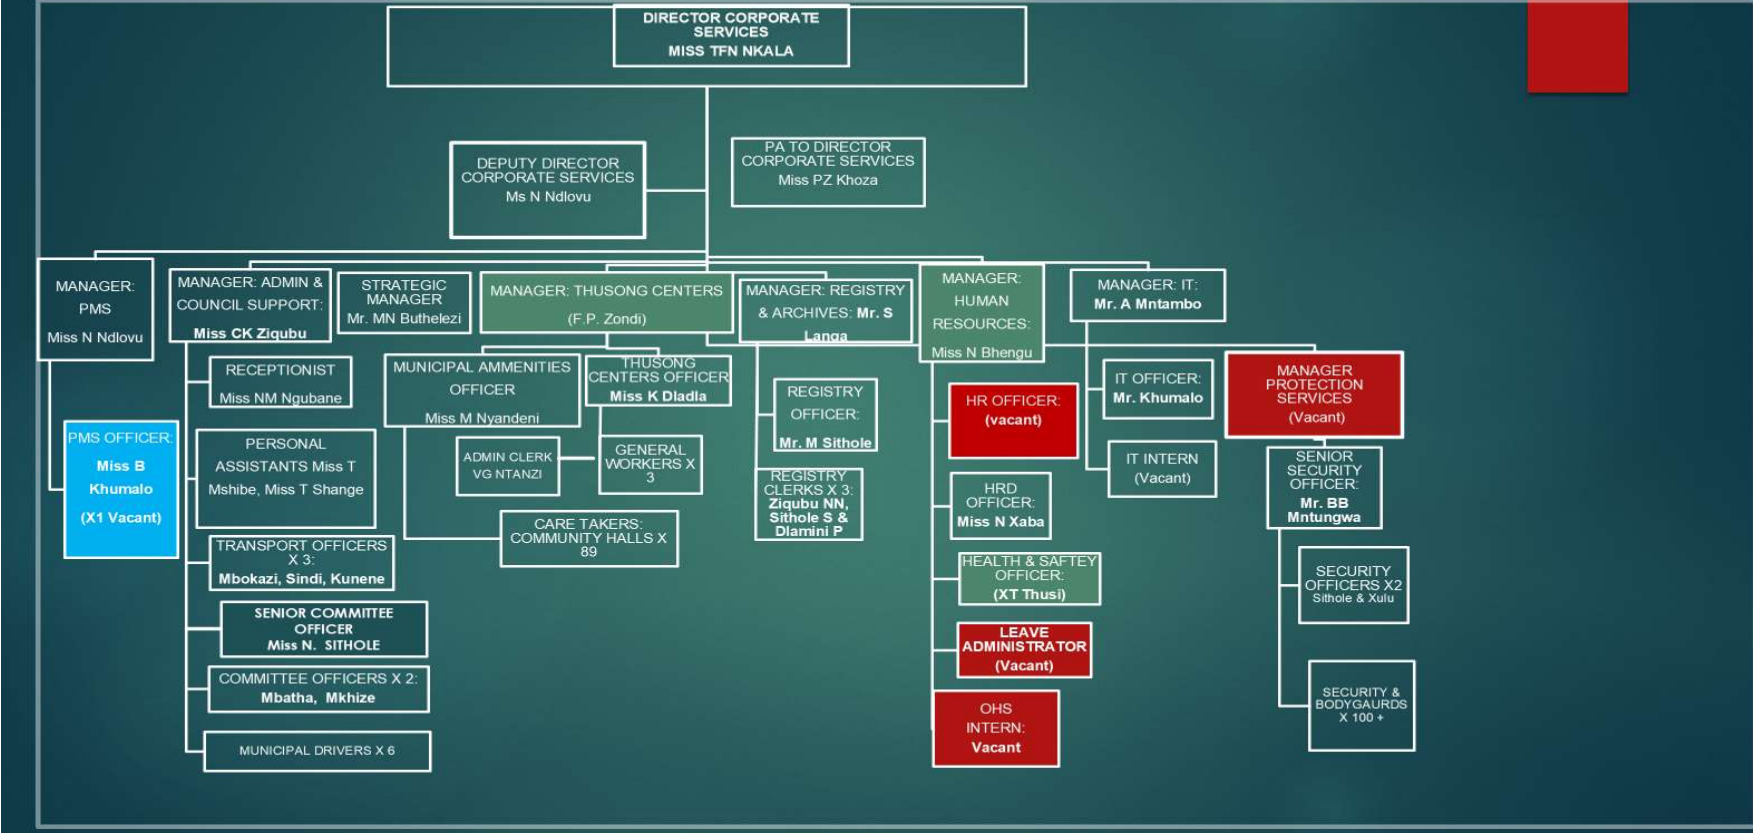 DIRECTOR CORPORATE
SERVICES
MISS TFN NKALA
DEPUTY DIRECTOR
CORPORATE SERVICES
Ms N Ndlovu
PA TO DIRECTOR
CORPORATE SERVICES
Miss PZ Khoza
MANAGER:
PMS
Miss N Ndlovu
PMS OFFICER:
Miss B
Khumalo
(X1 Vacant)
MANAGER: ADMIN &
COUNCIL SUPPORT:
Miss CK Ziqubu
RECEPTIONIST
Miss NM Ngubane
PERSONAL
ASSISTANTS Miss T
Mshibe, Miss T Shange
TRANSPORT OFFICERS
X 3:
Mbokazi, Sindi, Kunene
SENIOR COMMITTEE
OFFICER
Miss N. SITHOLE
COMMITTEE OFFICERS X 2:
Mbatha, Mkhize
MUNICIPAL DRIVERS X 6
STRATEGIC
MANAGER
Mr. MN Buthelezi
MANAGER: THUSONG CENTERS
(F.P. Zondi)
MUNICIPAL AMMENITIES
OFFICER
Miss M Nyandeni
THUSONG
CENTERS OFFICER
Miss K Dladla
ADMIN CLERK
VG NTANZI
GENERAL
WORKERS X
3
CARE TAKERS:
COMMUNITY HALLS X
89
MANAGER: REGISTRY
& ARCHIVES: Mr. S
Langa
REGISTRY
OFFICER:
Mr. M Sithole
REGISTRY
CLERKS X 3:
Ziqubu NN,
Sithole S &
Dlamini P
MANAGER:
HUMAN
RESOURCES:
Miss N Bhengu
HR OFFICER:
(vacant)
HRD
OFFICER:
Miss N Xaba
HEALTH & SAFTEY
OFFICER:
(XT Thusi)
LEAVE
ADMINISTRATOR
(Vacant)
OHS
INTERN:
Vacant
MANAGER: IT:
Mr. A Mntambo
IT OFFICER:
Mr. Khumalo
IT INTERN
(Vacant)
MANAGER
PROTECTION
SERVICES
(Vacant)
SENIOR
SECURITY
OFFICER:
Mr. BB
Mntungwa
SECURITY
OFFICERS X2
Sithole & Xulu
SECURITY &
BODYGAURDS
X 100 +